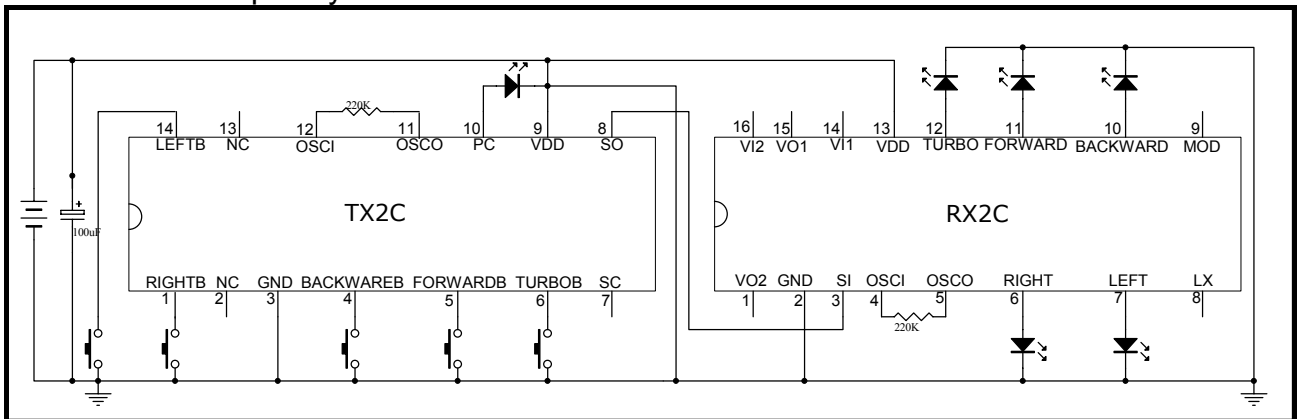 220K
14 13 12 11 10 9 8
LEFTB NC OSCI OSCO PC VDD SO
TX2C
RIGHTB NC GND BACKWAREB FORWARDB TURBOB SC
1 2 3 4 5 6 7
+
100uF
16 15 14 13 12 11 10 9
VI2 VO1 VI1 VDD TURBO FORWARD BACKWARD MOD
RX2C
VO2 GND SI OSCI OSCO RIGHT LEFT LX
1 2 3 4 5 6 7 8
220K